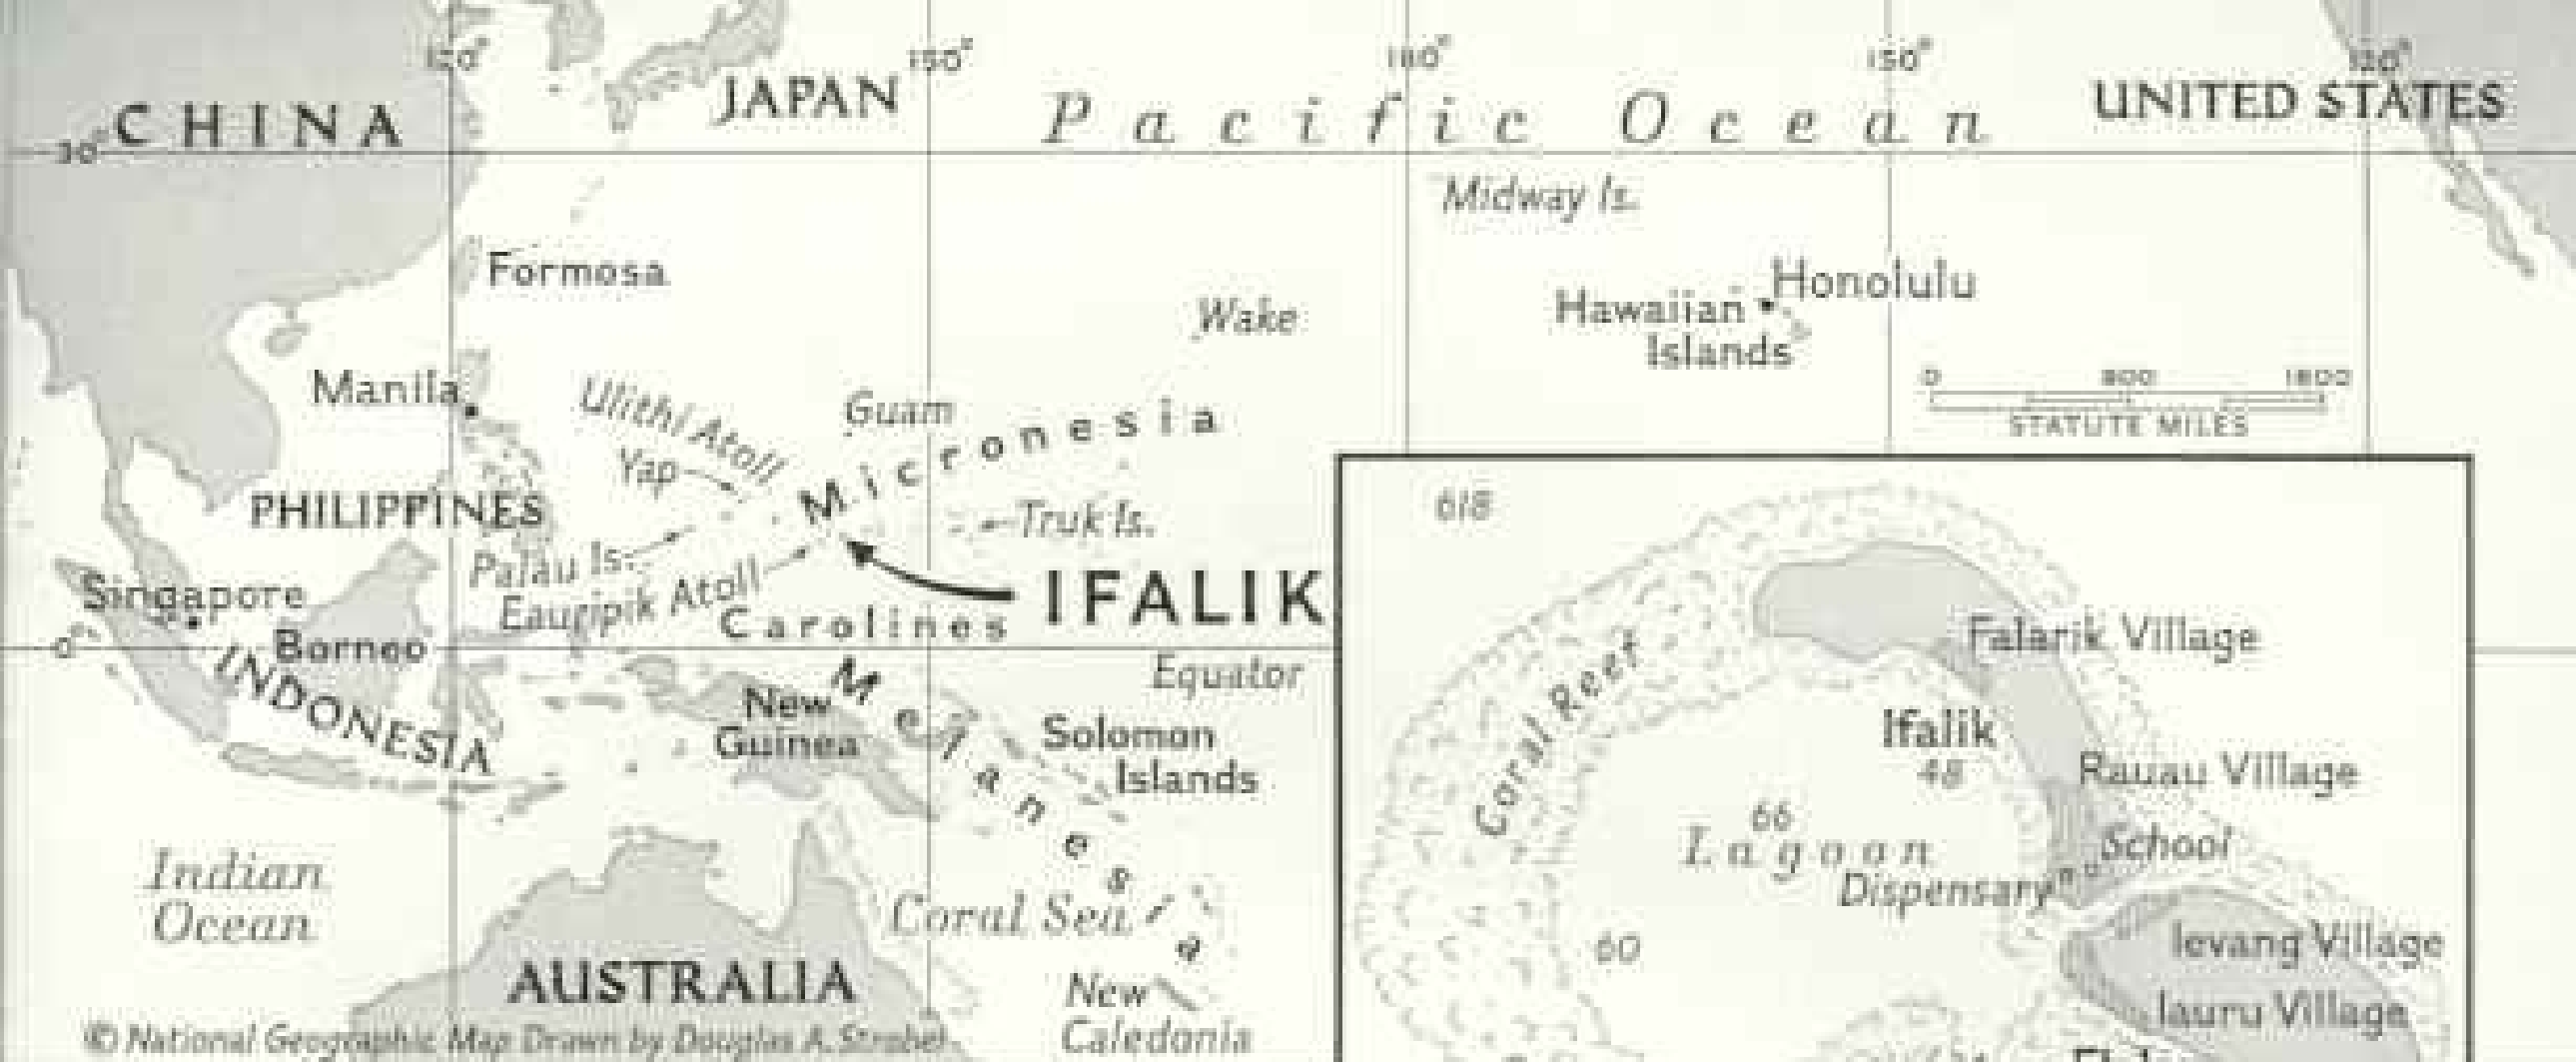 120°
150°
180°
150°
120°
CHINA
JAPAN
Pacific Ocean
UNITED STATES
30°
Midway Is.
Formosa
Honolulu
Hawaiian
Islands
Wake
0 800 1600
STATUTE MILES
Manila
Ulithi Atoll
Guam
Yap
Micronesia
PHILIPPINES
Truk Is.
Palau Is.
Eauripik Atoll
IFALIK
Carolines
Singapore
0°
Borneo
INDONESIA
Equator
New
Guinea
Melanesia
Solomon
Islands
Indian
Ocean
Coral Sea
AUSTRALIA
New
Caledonia
© National Geographic Map Drawn by Douglas A. Strobel
618
Coral Reef
Falarik Village
Ifalik
48
Rauau Village
66
Lagoon
School
Dispensary
60
Ievang Village
Iauru Village